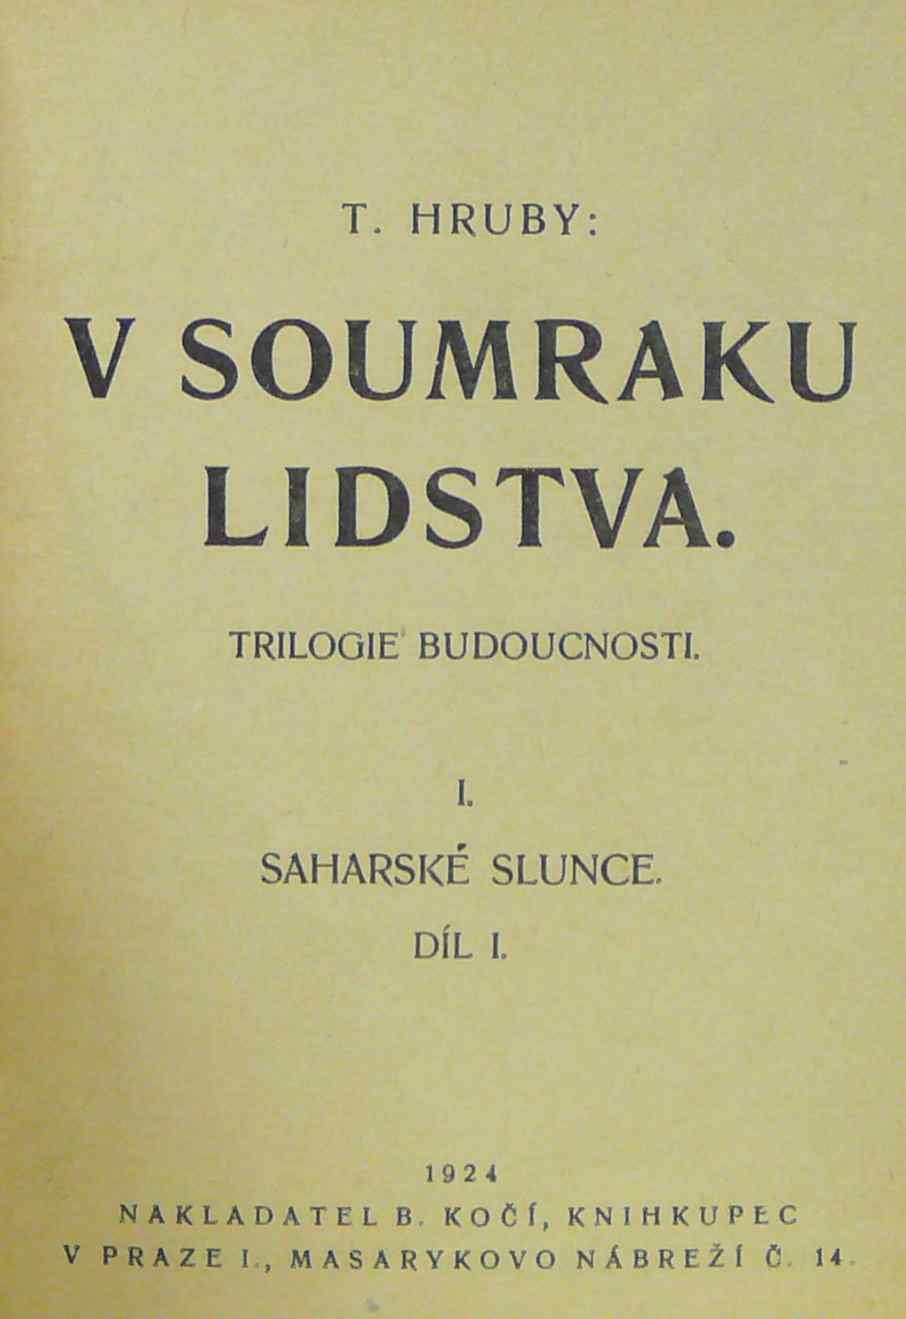 T. HRUBY:
V SOUMRAKU
LIDSTVA.
TRILOGIE BUDOUCNOSTI.
I.
SAHARSKÉ SLUNCE.
DÍL I.
1924
NAKLADATEL B. KOČÍ, KNIHKUPEC
V PRAZE I., MASARYKOVO NÁBREŽÍ Č. 14.